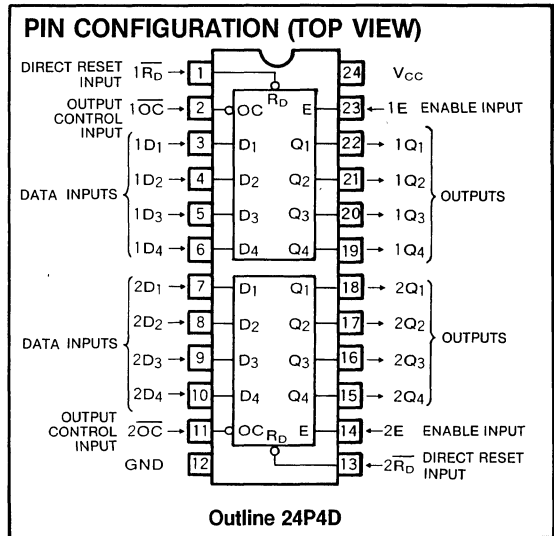 PIN CONFIGURATION (TOP VIEW)
DIRECT RESET INPUT 1R̅D̅ 1 RD 24 VCC
OUTPUT CONTROL INPUT 1O̅C̅ 2 OC E 23 1E ENABLE INPUT
1D1 3 D1 Q1 22 1Q1
1D2 4 D2 Q2 21 1Q2
DATA INPUTS OUTPUTS
1D3 5 D3 Q3 20 1Q3
1D4 6 D4 Q4 19 1Q4
2D1 7 D1 Q1 18 2Q1
2D2 8 D2 Q2 17 2Q2
DATA INPUTS OUTPUTS
2D3 9 D3 Q3 16 2Q3
2D4 10 D4 Q4 15 2Q4
OUTPUT CONTROL INPUT 2O̅C̅ 11 OC E 14 2E ENABLE INPUT
GND 12 RD 13 2R̅D̅ DIRECT RESET INPUT
Outline 24P4D